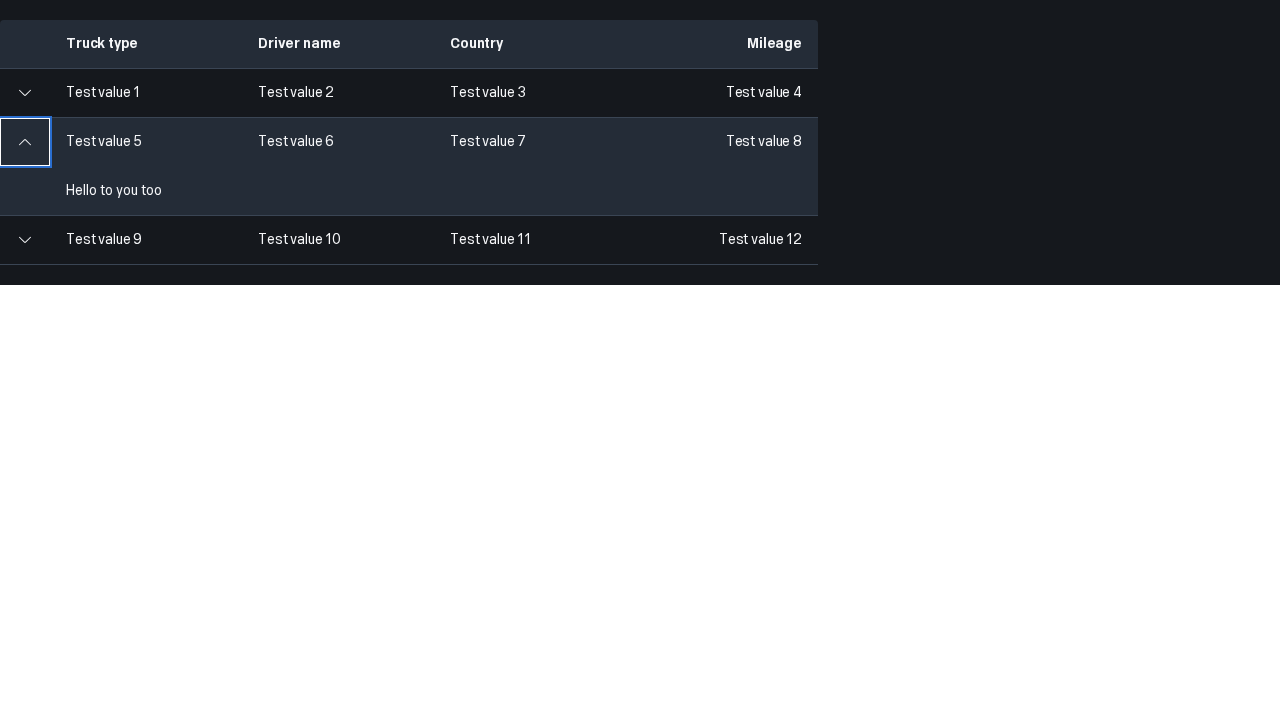 Truck type Driver name Country Mileage
Test value 1 Test value 2 Test value 3 Test value 4
Test value 5 Test value 6 Test value 7 Test value 8
Hello to you too
Test value 9 Test value 10 Test value 11 Test value 12